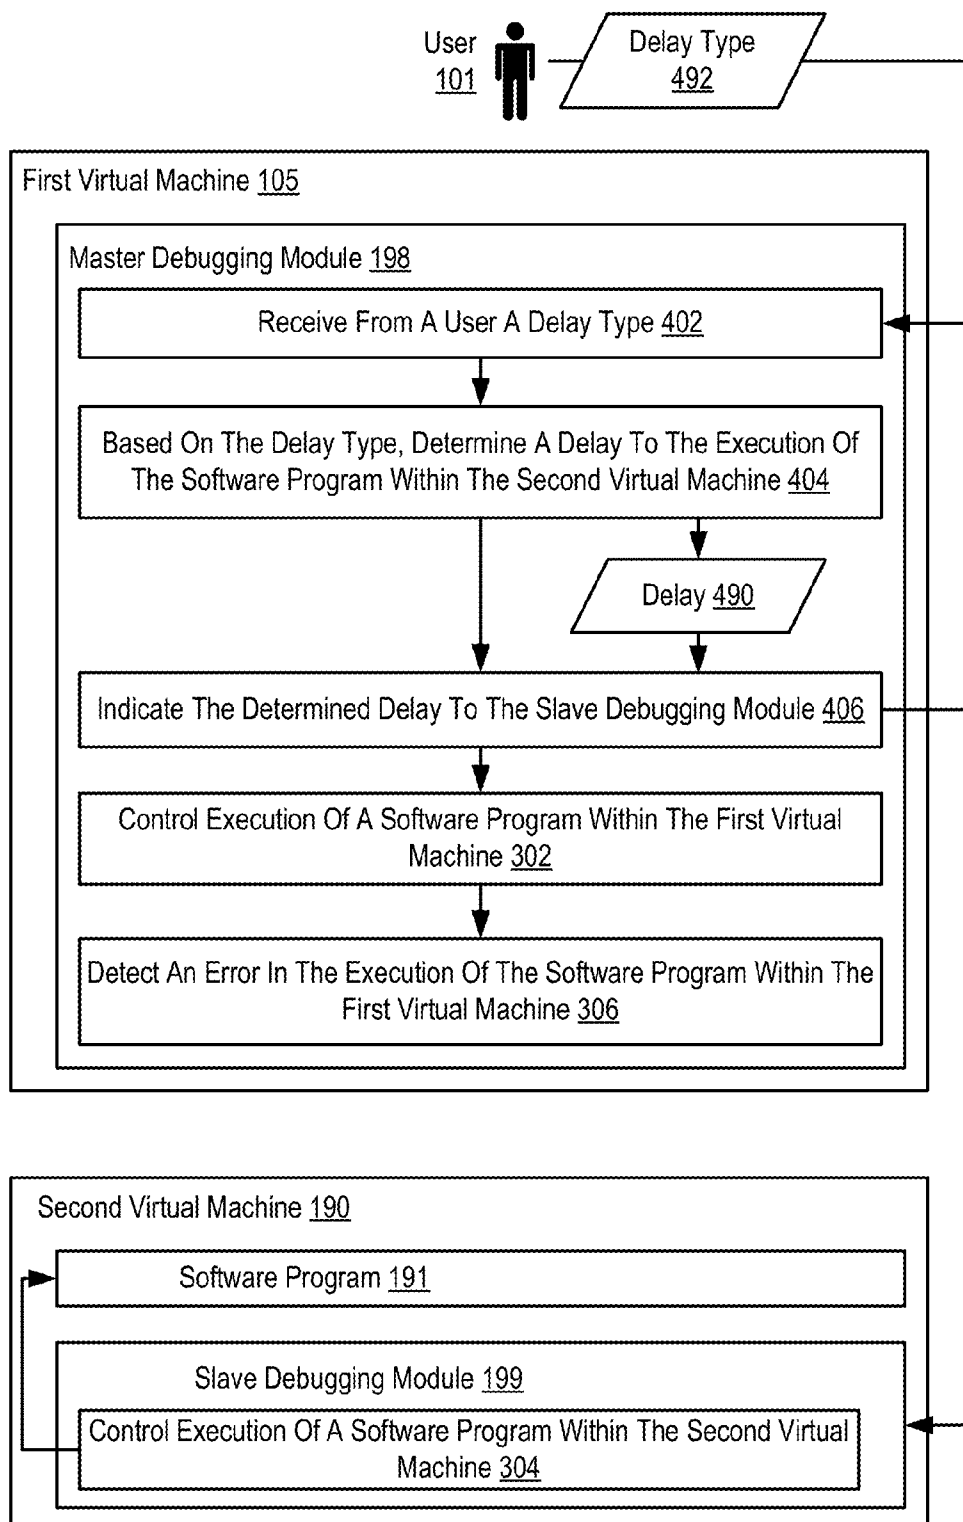 User
101
Delay Type
492
First Virtual Machine 105
Master Debugging Module 198
Receive From A User A Delay Type 402
Based On The Delay Type, Determine A Delay To The Execution Of
The Software Program Within The Second Virtual Machine 404
Delay 490
Indicate The Determined Delay To The Slave Debugging Module 406
Control Execution Of A Software Program Within The First Virtual
Machine 302
Detect An Error In The Execution Of The Software Program Within The
First Virtual Machine 306
Second Virtual Machine 190
Software Program 191
Slave Debugging Module 199
Control Execution Of A Software Program Within The Second Virtual
Machine 304